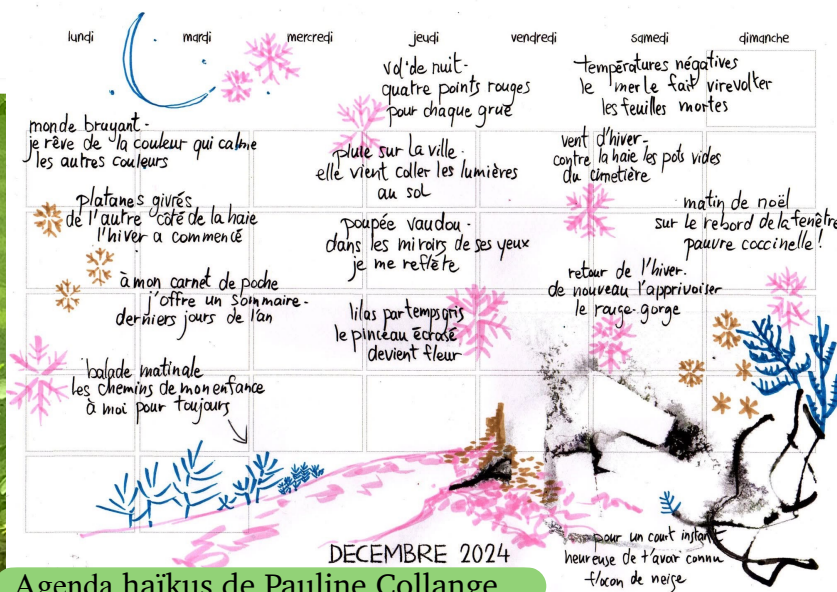 lundi mardi mercredi jeudi vendredi samedi dimanche
vol de nuit -
quatre points rouges
pour chaque grue
températures négatives
le merle fait virevolter
les feuilles mortes
monde bruyant -
je rêve de la couleur qui calme
les autres couleurs
pluie sur la ville -
elle vient coller les lumières
au sol
vent d'hiver -
contre la haie les pots vides
du cimetière
platanes givrés
de l'autre côté de la haie
l'hiver a commencé
poupée vaudou -
dans les miroirs de ses yeux
je me reflète
matin de noël
sur le rebord de la fenêtre
pauvre coccinelle !
à mon carnet de poche
j'offre un sommaire -
derniers jours de l'an
retour de l'hiver.
de nouveau l'apprivoiser
le rouge-gorge
lilas par temps gris
le pinceau écrasé
devient fleur
balade matinale
les chemins de mon enfance
à moi pour toujours
pour un court instant
heureuse de t'avoir connu
flocon de neige
DECEMBRE 2024
Agenda haïkus de Pauline Collange